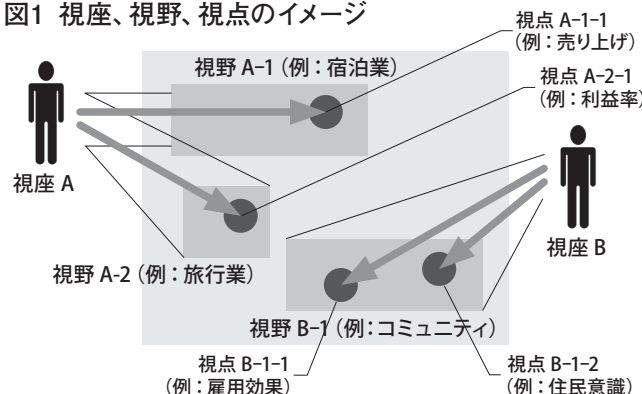 図1 視座、視野、視点のイメージ
視点 A-1-1
(例：売り上げ)
視野 A-1 (例：宿泊業)
視点 A-2-1
(例：利益率)
視座 A
視座 B
視野 A-2 (例：旅行業)
視野 B-1 (例：コミュニティ)
視点 B-1-1
(例：雇用効果)
視点 B-1-2
(例：住民意識)